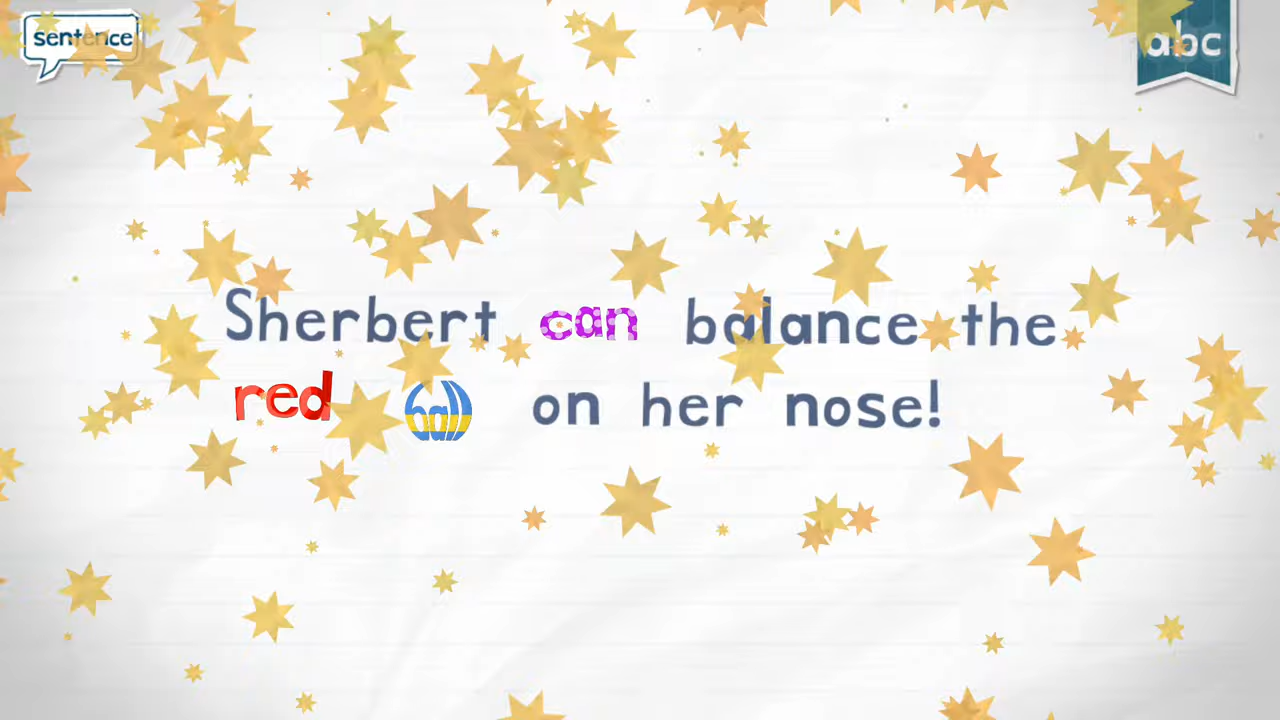 sentence
abc
Sherbert can balance the
red ball on her nose!